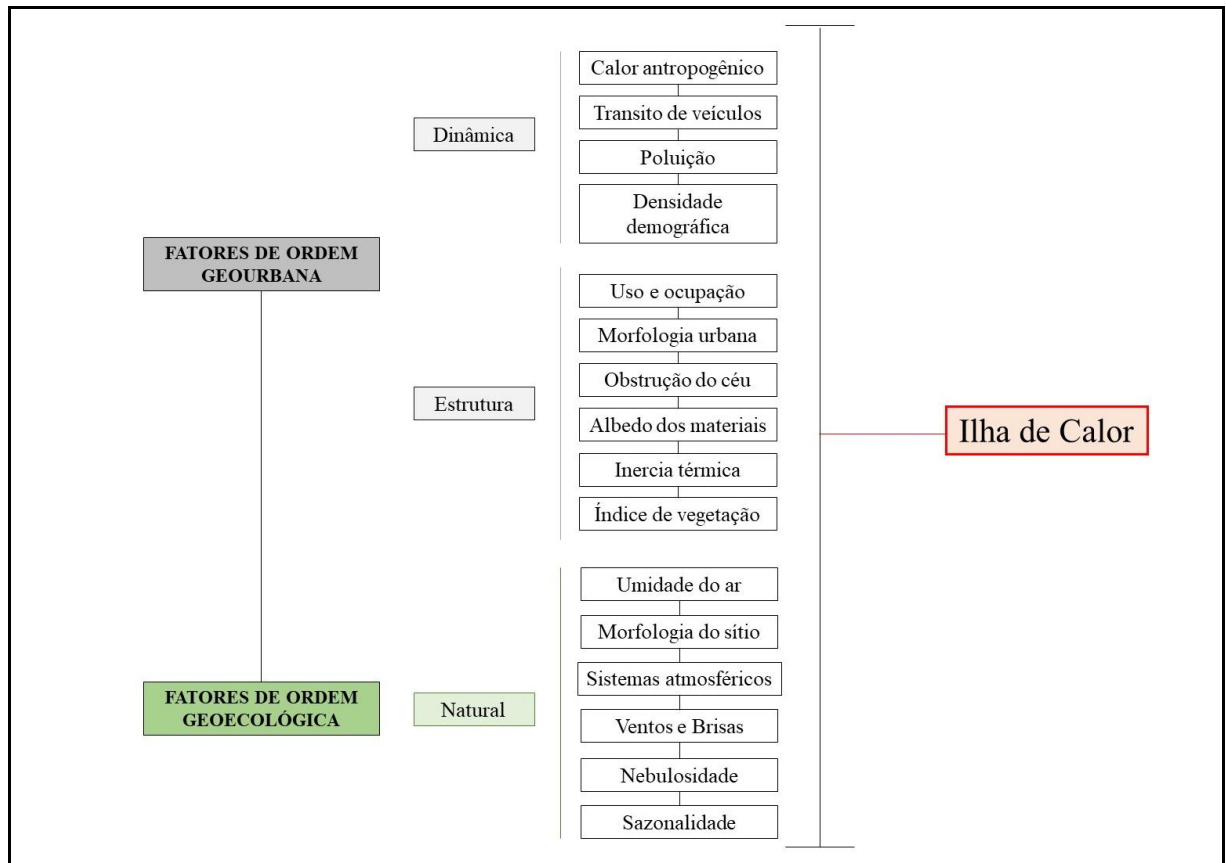 FATORES DE ORDEM
GEOURBANA
Dinâmica
Calor antropogênico
Transito de veículos
Poluição
Densidade
demográfica
Estrutura
Uso e ocupação
Morfologia urbana
Obstrução do céu
Albedo dos materiais
Inercia térmica
Índice de vegetação
FATORES DE ORDEM
GEOECOLÓGICA
Natural
Umidade do ar
Morfologia do sítio
Sistemas atmosféricos
Ventos e Brisas
Nebulosidade
Sazonalidade
Ilha de Calor